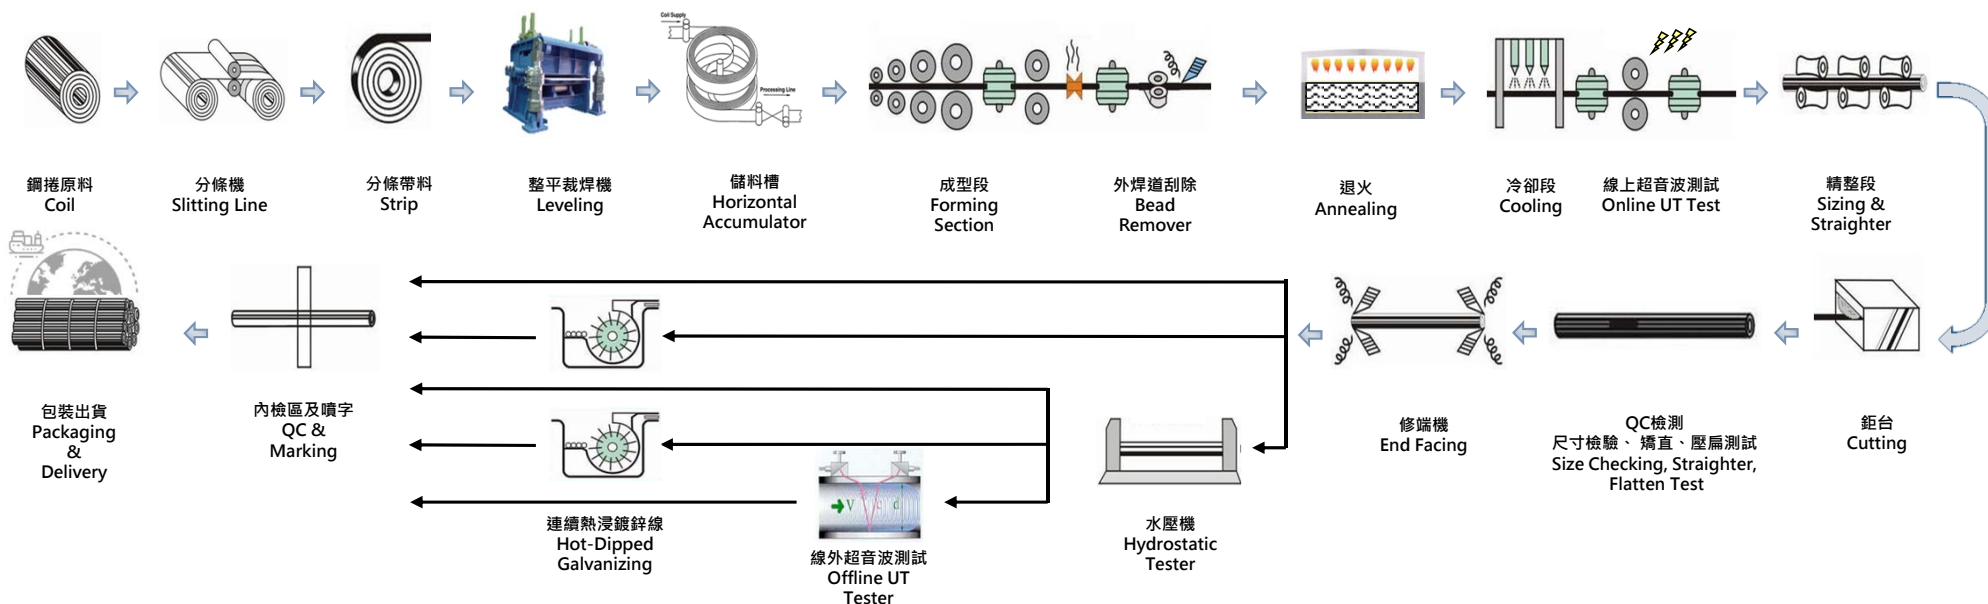 Coil Supply
Processing Line
鋼捲原料
Coil
分條機
Slitting Line
分條帶料
Strip
整平裁焊機
Leveling
儲料槽
Horizontal
Accumulator
成型段
Forming
Section
外焊道刮除
Bead
Remover
退火
Annealing
冷卻段
Cooling
線上超音波測試
Online UT Test
精整段
Sizing &
Straighter
鉅台
Cutting
QC檢測
尺寸檢驗、矯直、壓扁測試
Size Checking, Straighter,
Flatten Test
修端機
End Facing
水壓機
Hydrostatic
Tester
V c d
線外超音波測試
Offline UT
Tester
連續熱浸鍍鋅線
Hot-Dipped
Galvanizing
內檢區及噴字
QC &
Marking
包裝出貨
Packaging
&
Delivery